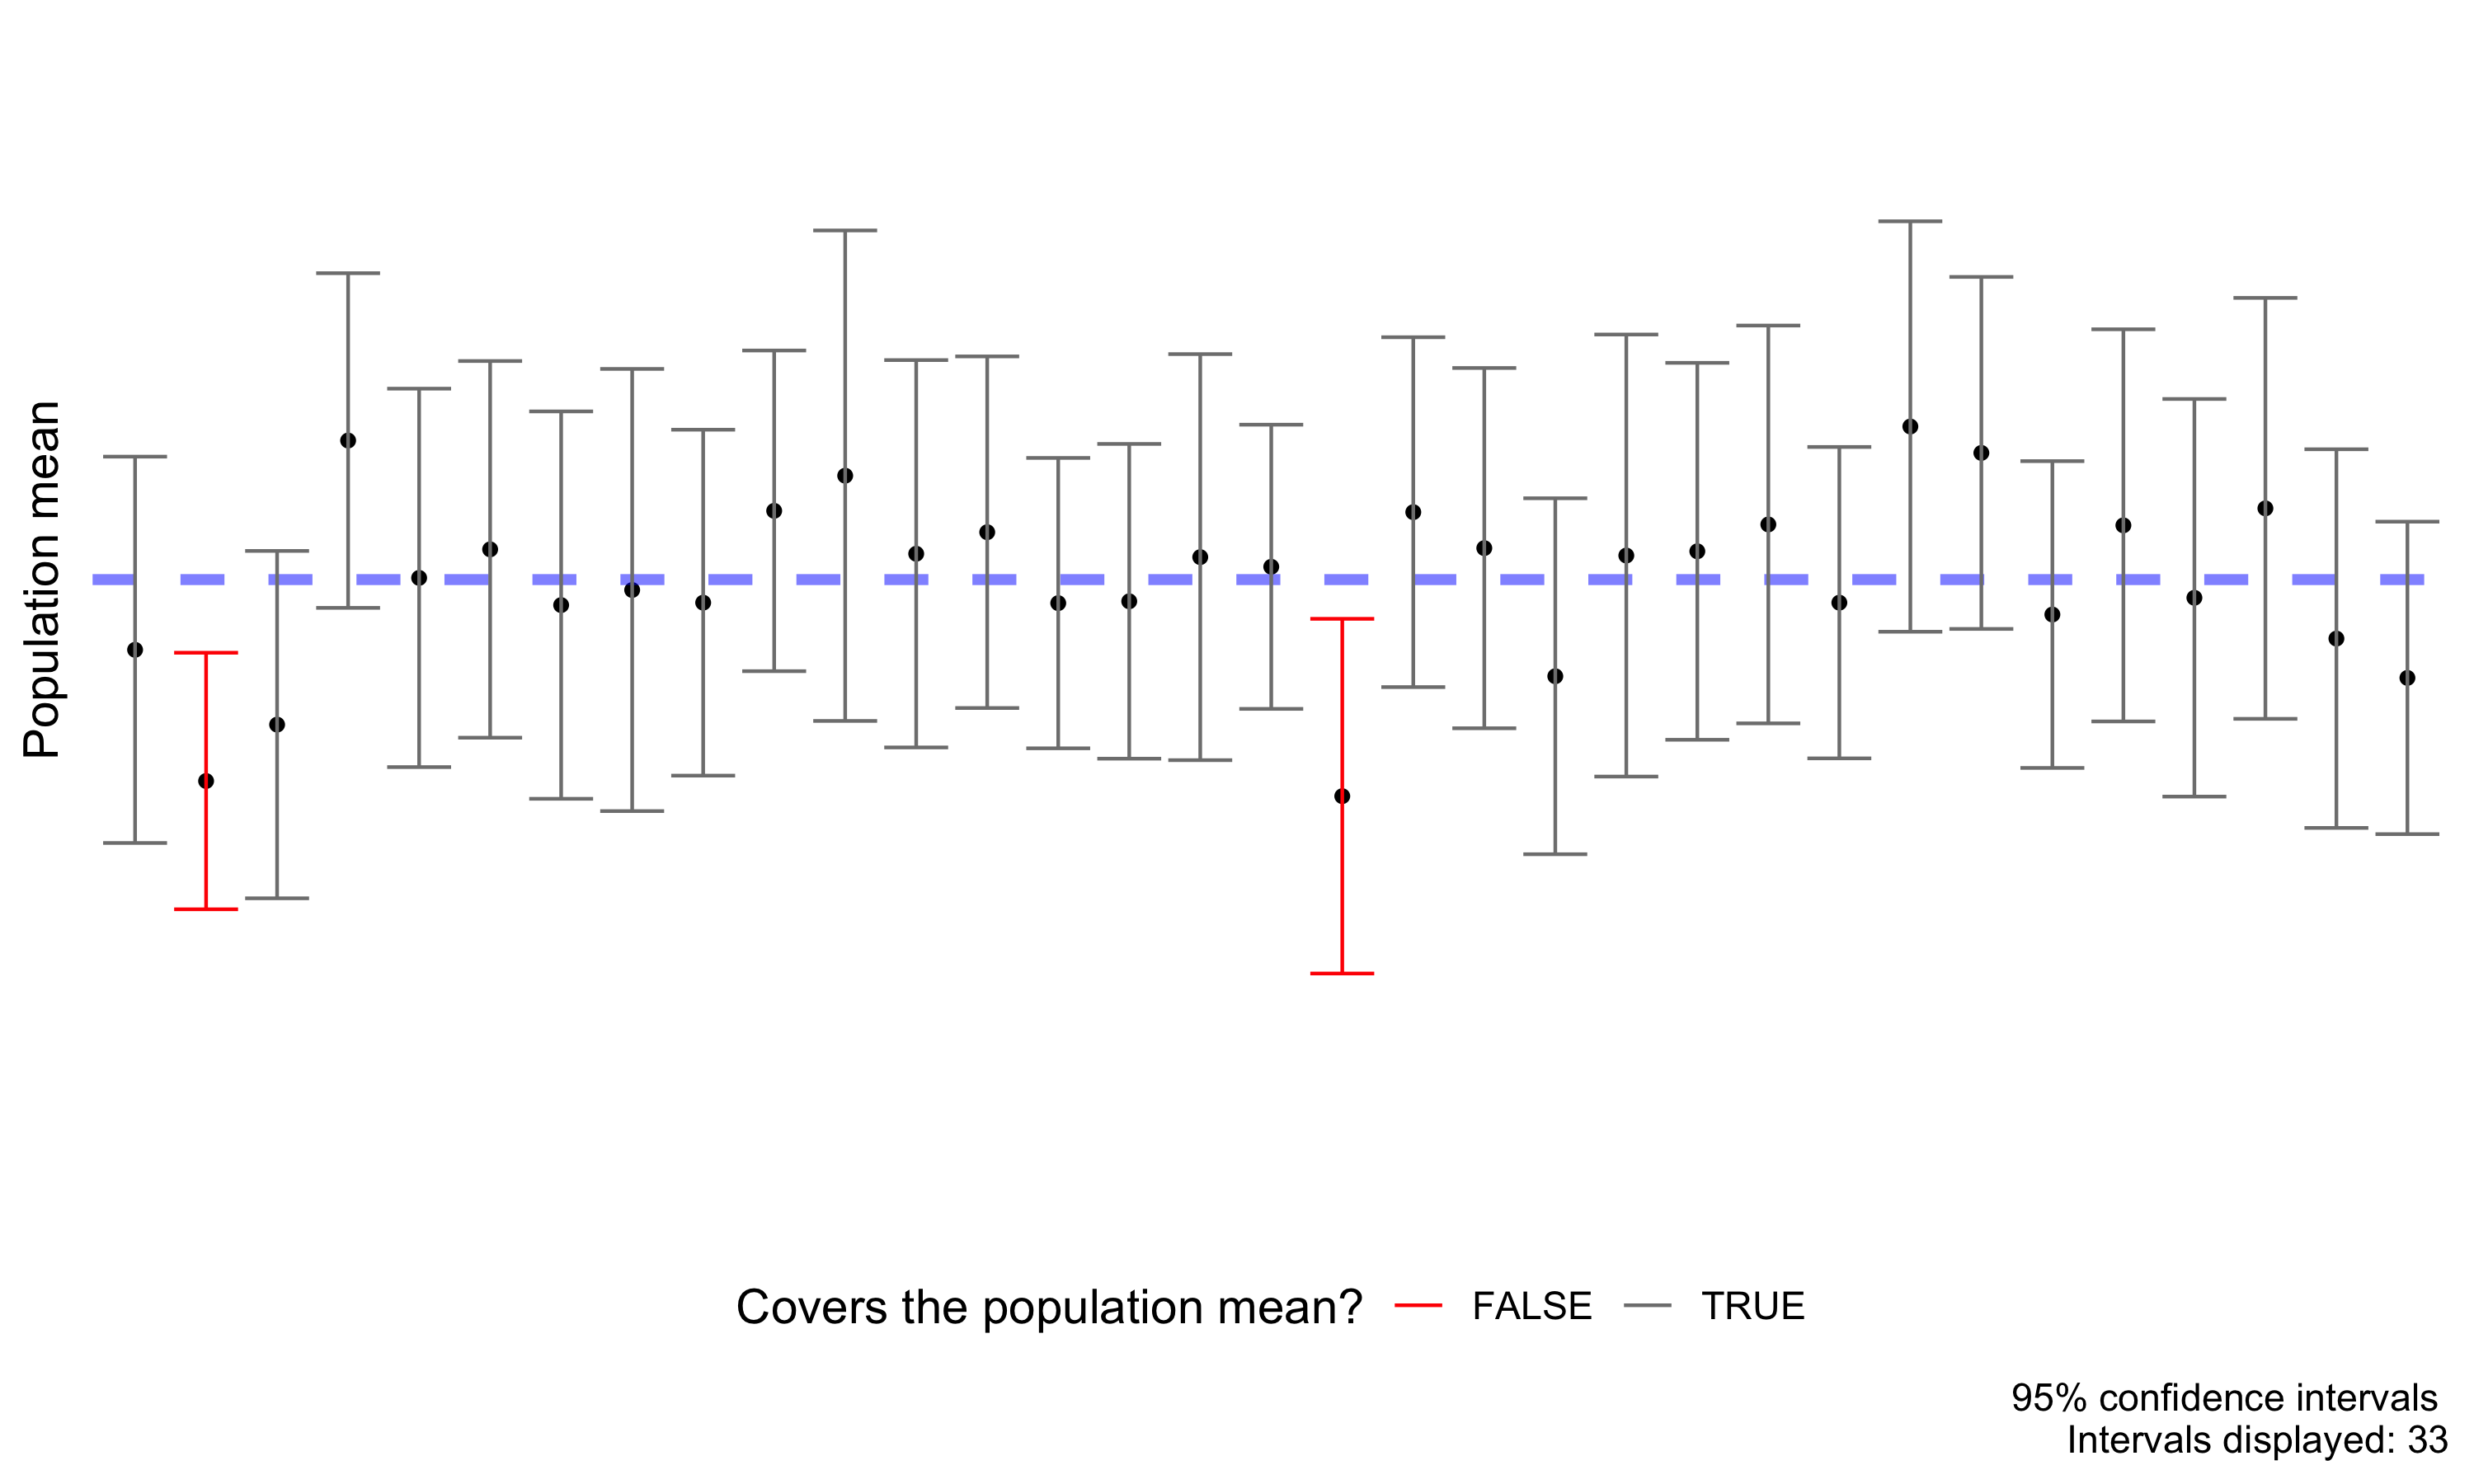 Population mean
Covers the population mean? FALSE TRUE
95% confidence intervals
Intervals displayed: 33